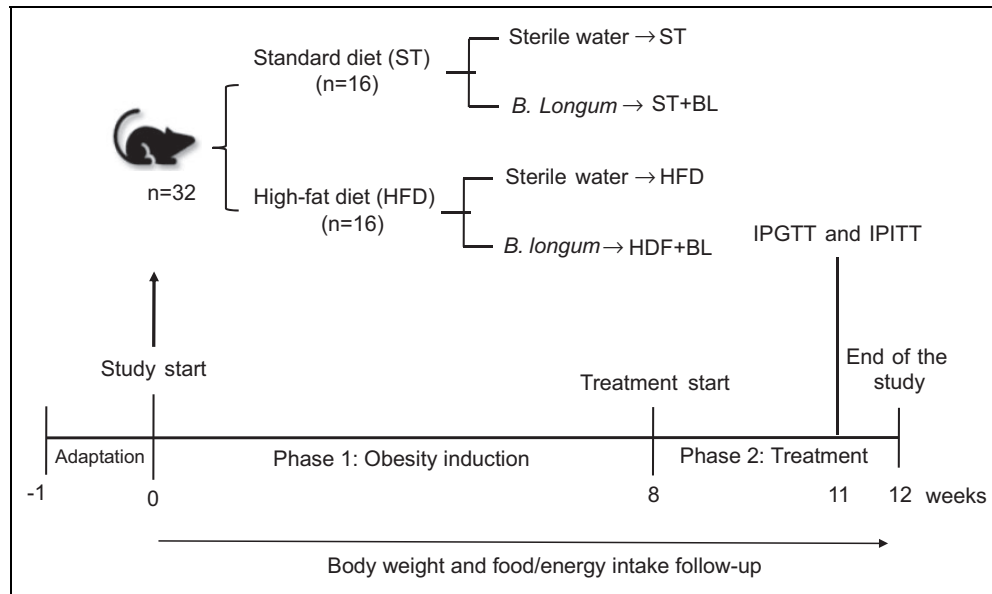 Sterile water → ST
Standard diet (ST)
(n=16)
B. Longum → ST+BL
n=32
Sterile water → HFD
High-fat diet (HFD)
(n=16)
B. longum → HDF+BL
IPGTT and IPITT
Study start
Treatment start
End of the
study
Adaptation
Phase 1: Obesity induction
Phase 2: Treatment
-1
0
8
11
12 weeks
Body weight and food/energy intake follow-up